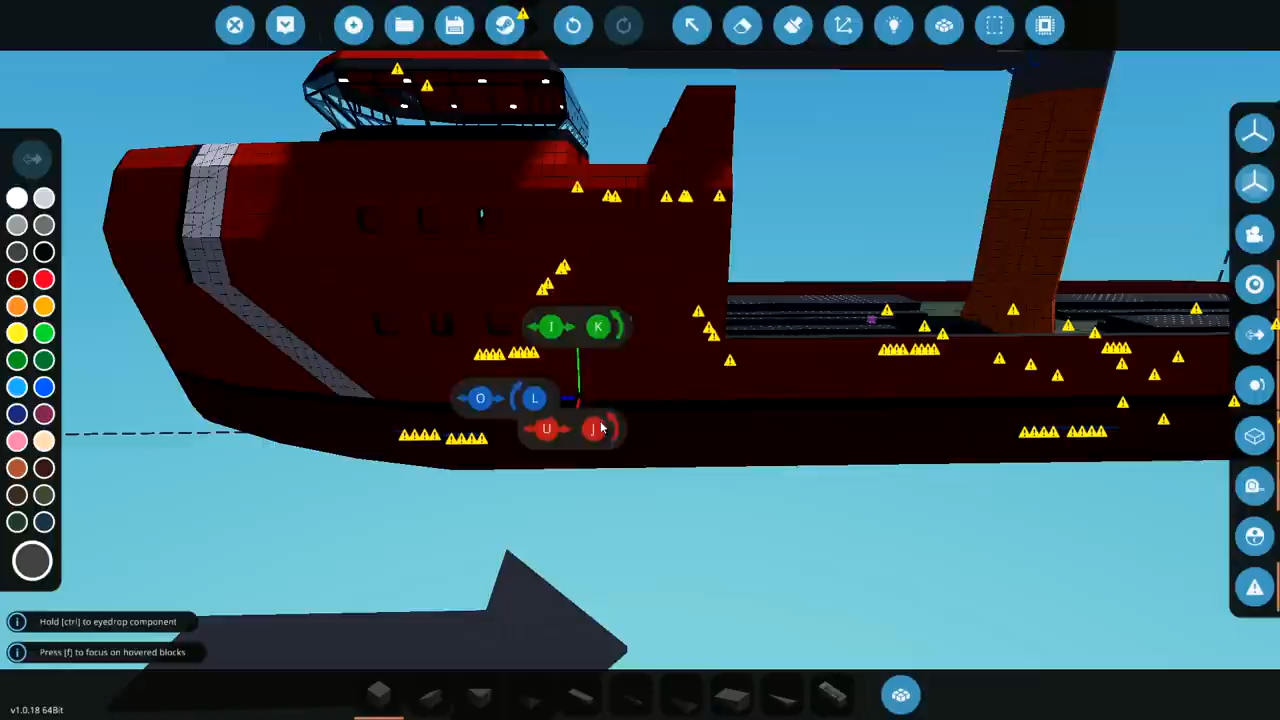 I K
O L
U J
Hold [ctrl] to eyedrop component
Press [f] to focus on hovered blocks
v1.0.18 64Bit